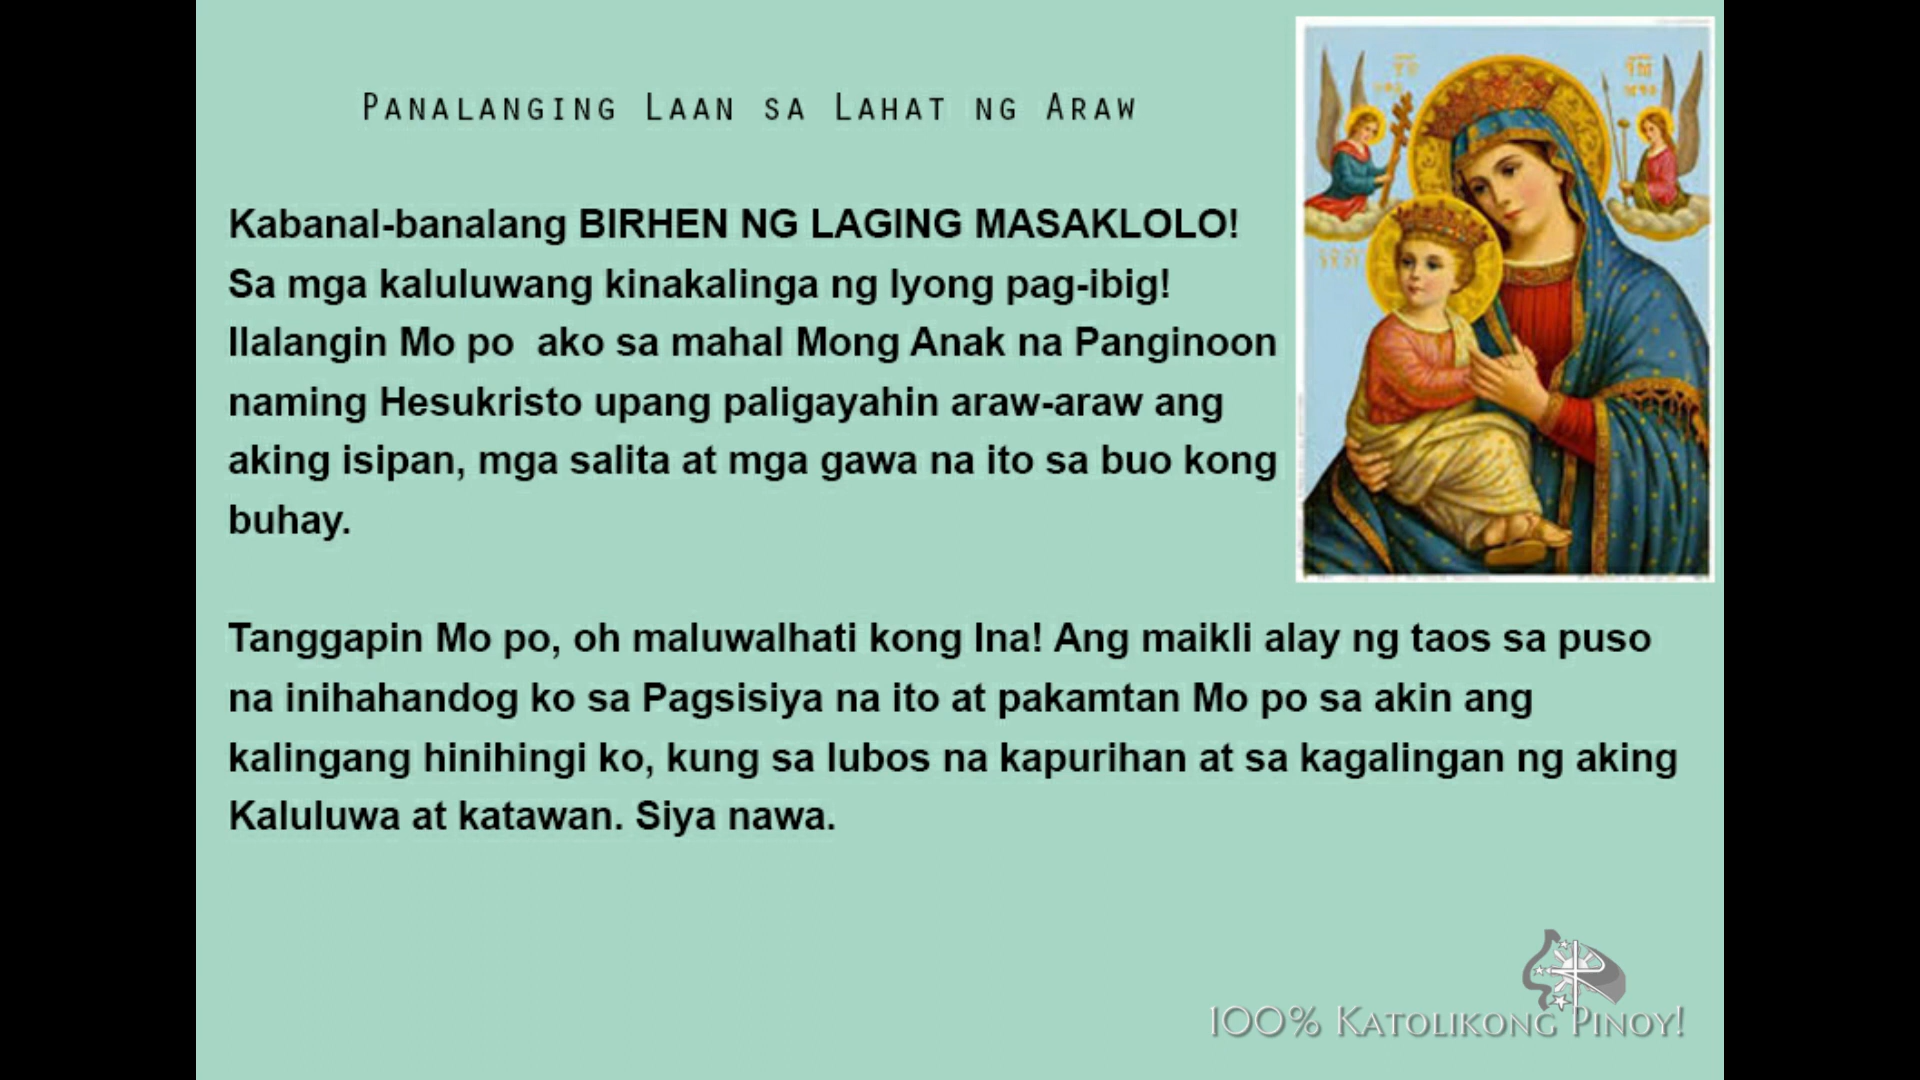 Panalanging Laan sa Lahat ng Araw
Kabanal-banalang BIRHEN NG LAGING MASAKLOLO!
Sa mga kaluluwang kinakalinga ng Iyong pag-ibig!
Ilalangin Mo po ako sa mahal Mong Anak na Panginoon
naming Hesukristo upang paligayahin araw-araw ang
aking isipan, mga salita at mga gawa na ito sa buo kong
buhay.
Tanggapin Mo po, oh maluwalhati kong Ina! Ang maikli alay ng taos sa puso
na inihahandog ko sa Pagsisiya na ito at pakamtan Mo po sa akin ang
kalingang hinihingi ko, kung sa lubos na kapurihan at sa kagalingan ng aking
Kaluluwa at katawan. Siya nawa.
100% Katolikong Pinoy!